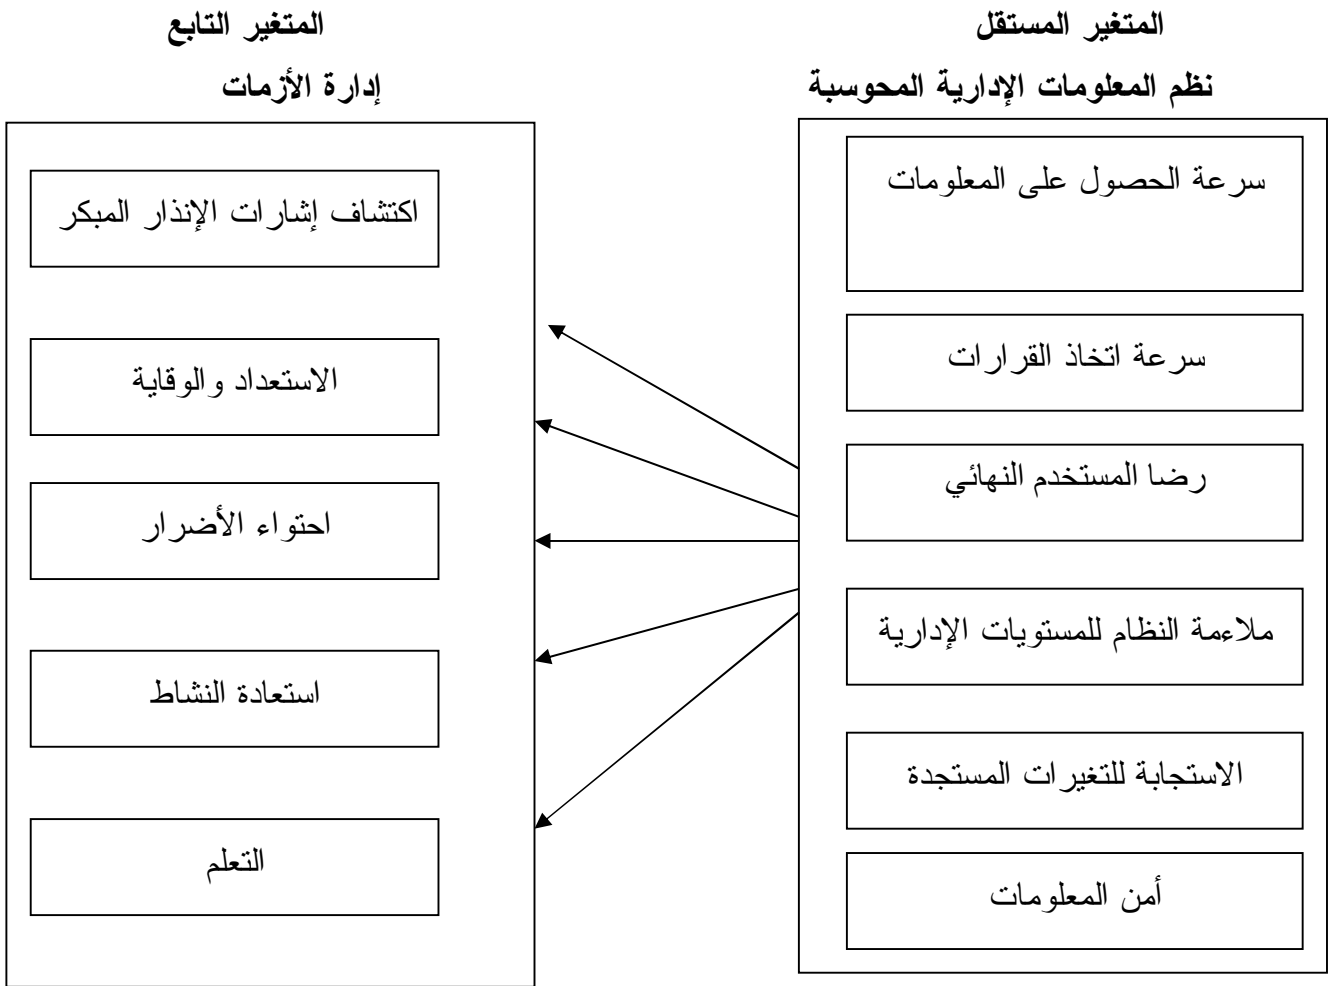 المتغير المستقل
نظم المعلومات الإدارية المحوسبة
سرعة الحصول على المعلومات
سرعة اتخاذ القرارات
رضا المستخدم النهائي
ملاءمة النظام للمستويات الإدارية
الاستجابة للتغيرات المستجدة
أمن المعلومات
المتغير التابع
إدارة الأزمات
اكتشاف إشارات الإنذار المبكر
الاستعداد والوقاية
احتواء الأضرار
استعادة النشاط
التعلم